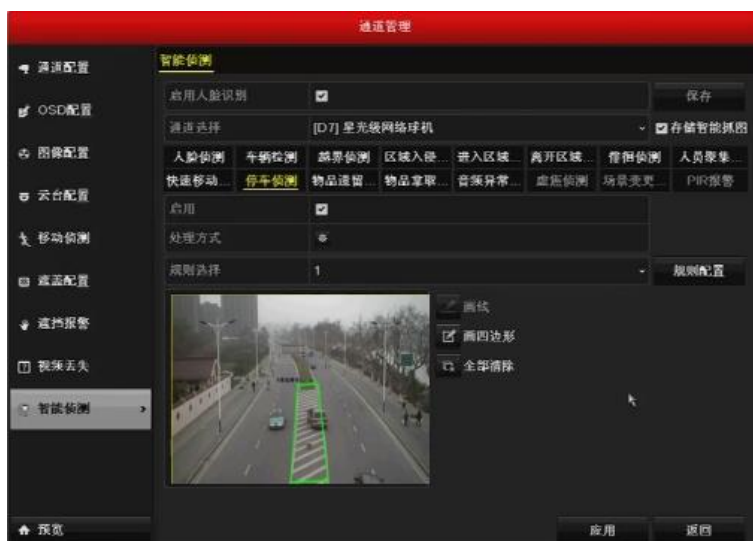 通道管理
通道配置
OSD配置
图像配置
云台配置
移动侦测
遮盖配置
遮挡报警
视频丢失
智能侦测
预览
智能侦测
启用人脸识别
保存
通道选择
[D7] 星光级网络球机
存储智能抓图
人脸侦测 车辆检测 越界侦测 区域入侵... 进入区域... 离开区域... 徘徊侦测 人员聚集...
快速移动... 停车侦测 物品遗留... 物品拿取... 音频异常... 虚焦侦测 场景变更... PIR报警
启用
处理方式
规则选择
1
规则配置
画线
画四边形
全部清除
应用
返回